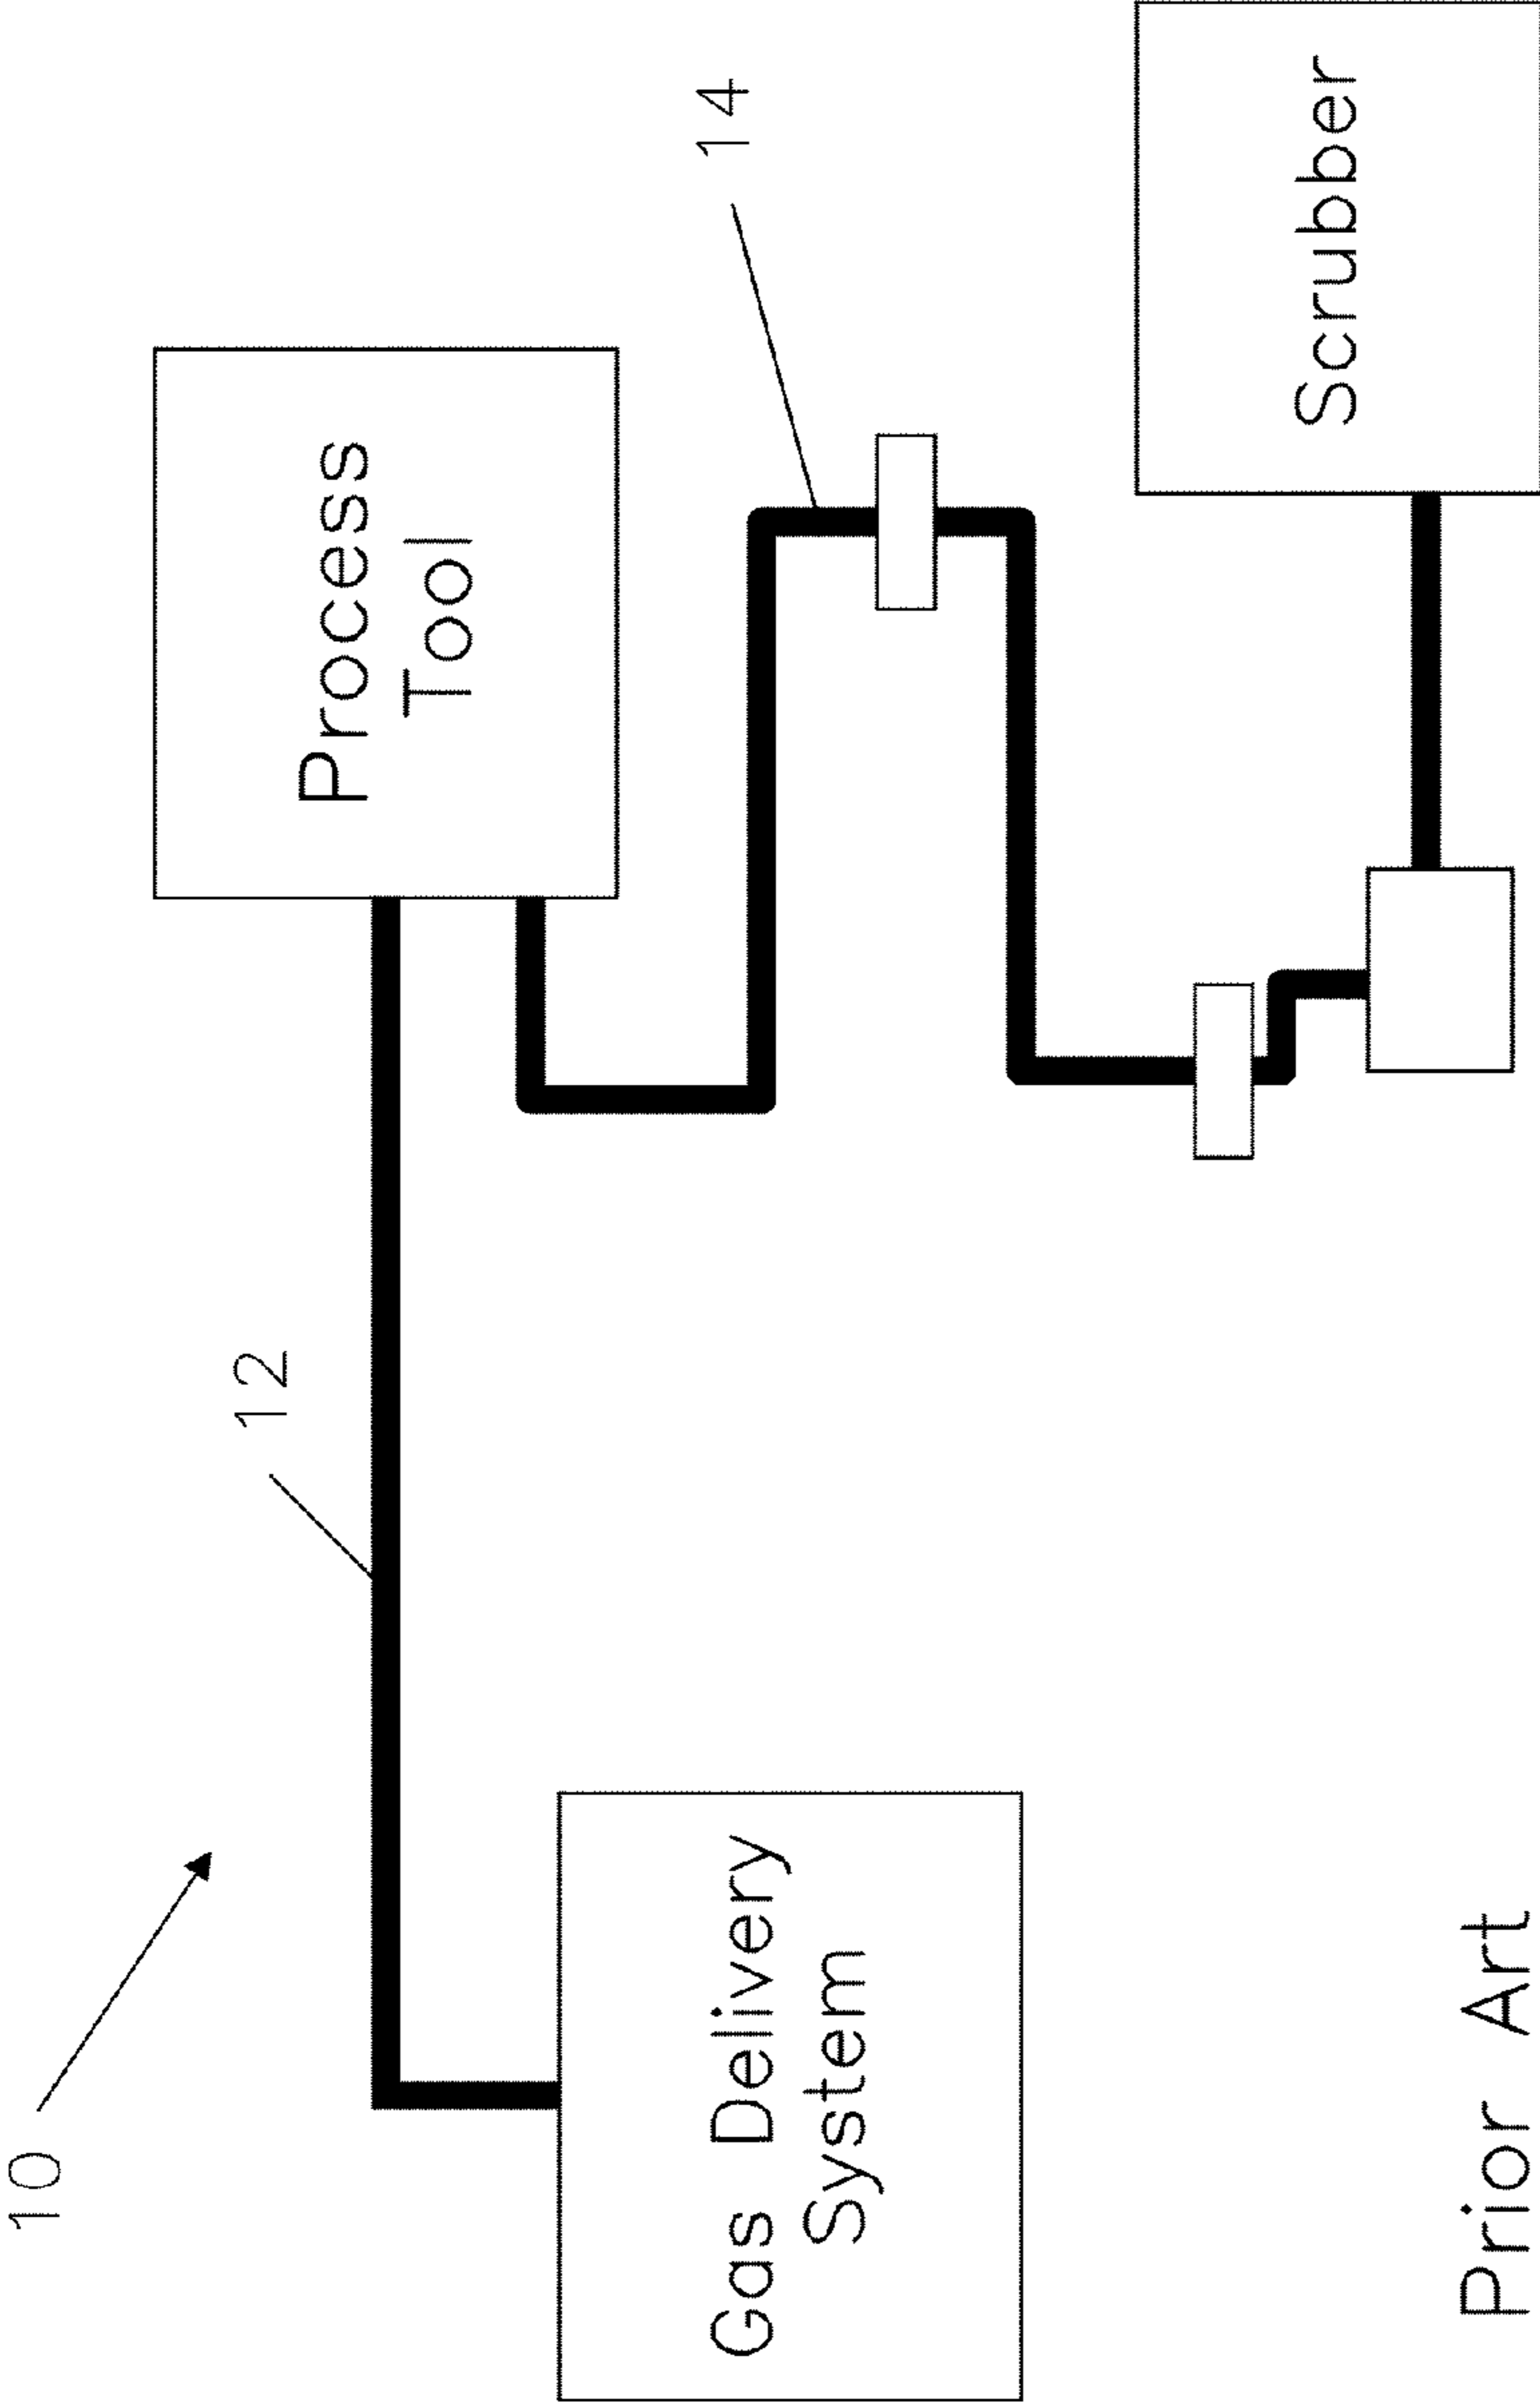 10
12
Process
Tool
14
Gas Delivery
System
Scrubber
Prior Art